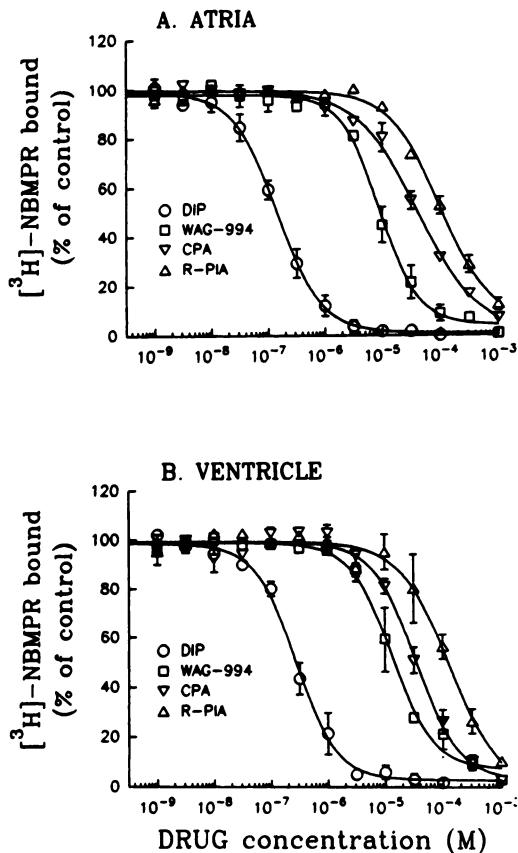 A. ATRIA
[³H]-NBMPR bound
(% of control)
120
100
80
60
40
20
0
DIP
WAG-994
CPA
R-PIA
10⁻⁹ 10⁻⁸ 10⁻⁷ 10⁻⁶ 10⁻⁵ 10⁻⁴ 10⁻³
B. VENTRICLE
[³H]-NBMPR bound
(% of control)
120
100
80
60
40
20
0
DIP
WAG-994
CPA
R-PIA
10⁻⁹ 10⁻⁸ 10⁻⁷ 10⁻⁶ 10⁻⁵ 10⁻⁴
DRUG concentration (M)